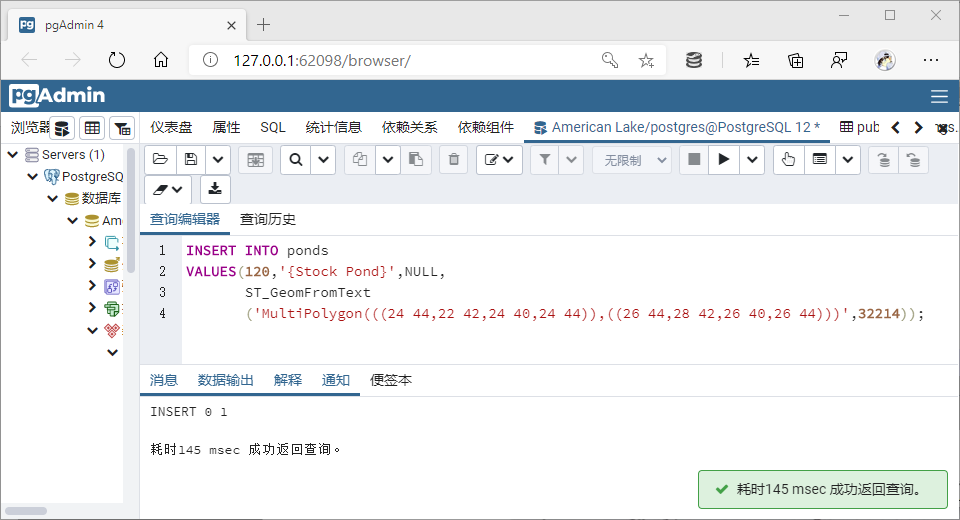 pgAdmin 4
127.0.0.1:62098/browser/
pgAdmin
浏览器
仪表盘 属性 SQL 统计信息 依赖关系 依赖组件 American Lake/postgres@PostgreSQL 12 * pub
Servers (1)
PostgreSQ
数据库
Ame
无限制
查询编辑器 查询历史
1 INSERT INTO ponds
2 VALUES(120,'{Stock Pond}',NULL,
3 ST_GeomFromText
4 ('MultiPolygon(((24 44,22 42,24 40,24 44)),((26 44,28 42,26 40,26 44)))',32214));
消息 数据输出 解释 通知 便签本
INSERT 0 1
耗时145 msec 成功返回查询。
耗时145 msec 成功返回查询。